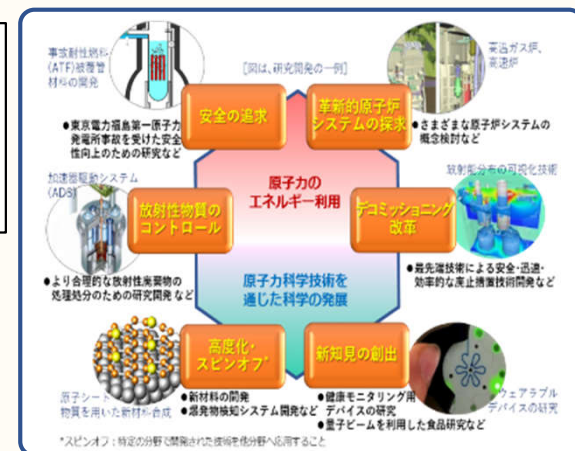 事故耐性燃料
(ATF)被覆管
材料の開発
[図は、研究開発の一例]
高温ガス炉、
高速炉
安全の追求
革新的原子炉
システムの探求
●東京電力福島第一原子力
発電所事故を受けた安全
性向上のための研究など
●さまざまな原子炉システムの
概念検討など
原子力の
エネルギー利用
加速器駆動システム
(ADS)
放射能分布の可視化技術
放射性物質の
コントロール
デコミッショニング
改革
●より合理的な放射性廃棄物の
処理処分のための研究開発 など
●最先端技術による安全・迅速・
効率的な廃止措置技術開発など
原子力科学技術を
通じた科学の発展
高度化・
スピンオフ*
新知見の創出
原子シート
物質を用いた新材料合成
●新材料の開発
●爆発物検知システム開発など
●健康モニタリング用
デバイスの研究
●量子ビームを利用した食品研究など
ウェアラブル
デバイスの研究
*スピンオフ：特定の分野で開発された技術を他分野へ応用すること